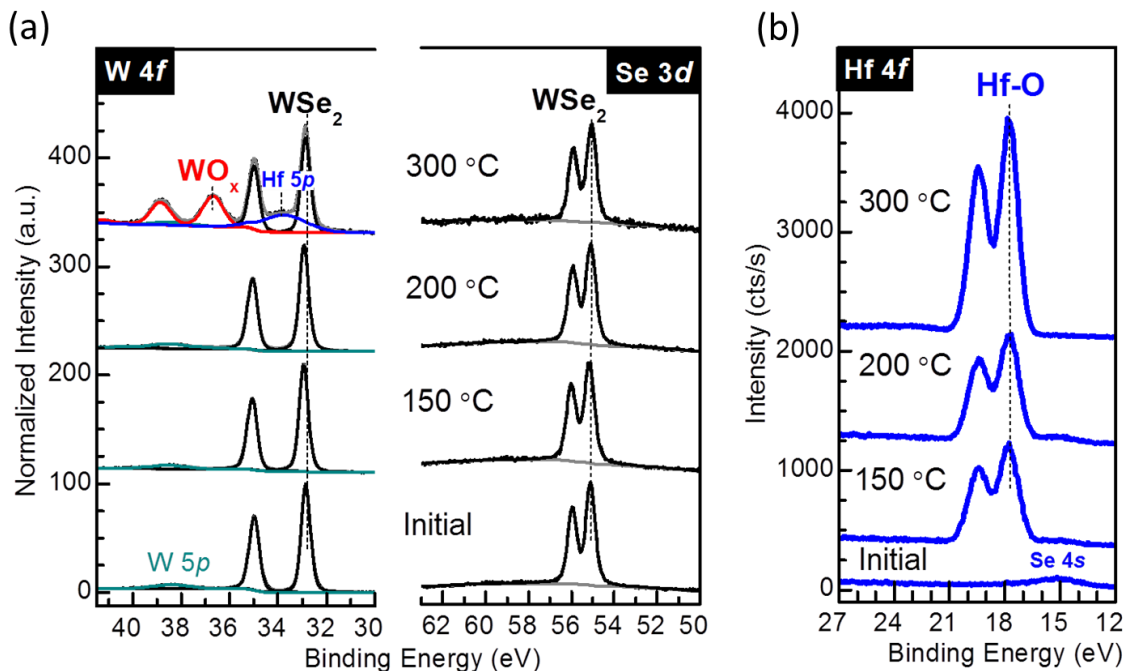 (a)
(b)
W 4f
Se 3d
Hf 4f
WSe2
WSe2
Hf-O
WOx
Hf 5p
300 °C
200 °C
150 °C
Initial
W 5p
300 °C
200 °C
150 °C
Initial
Se 4s
Normalized Intensity (a.u.)
400
300
200
100
0
40 38 36 34 32 30
62 60 58 56 54 52 50
Binding Energy (eV)
Intensity (cts/s)
4000
3000
2000
1000
0
27 24 21 18 15 12
Binding Energy (eV)